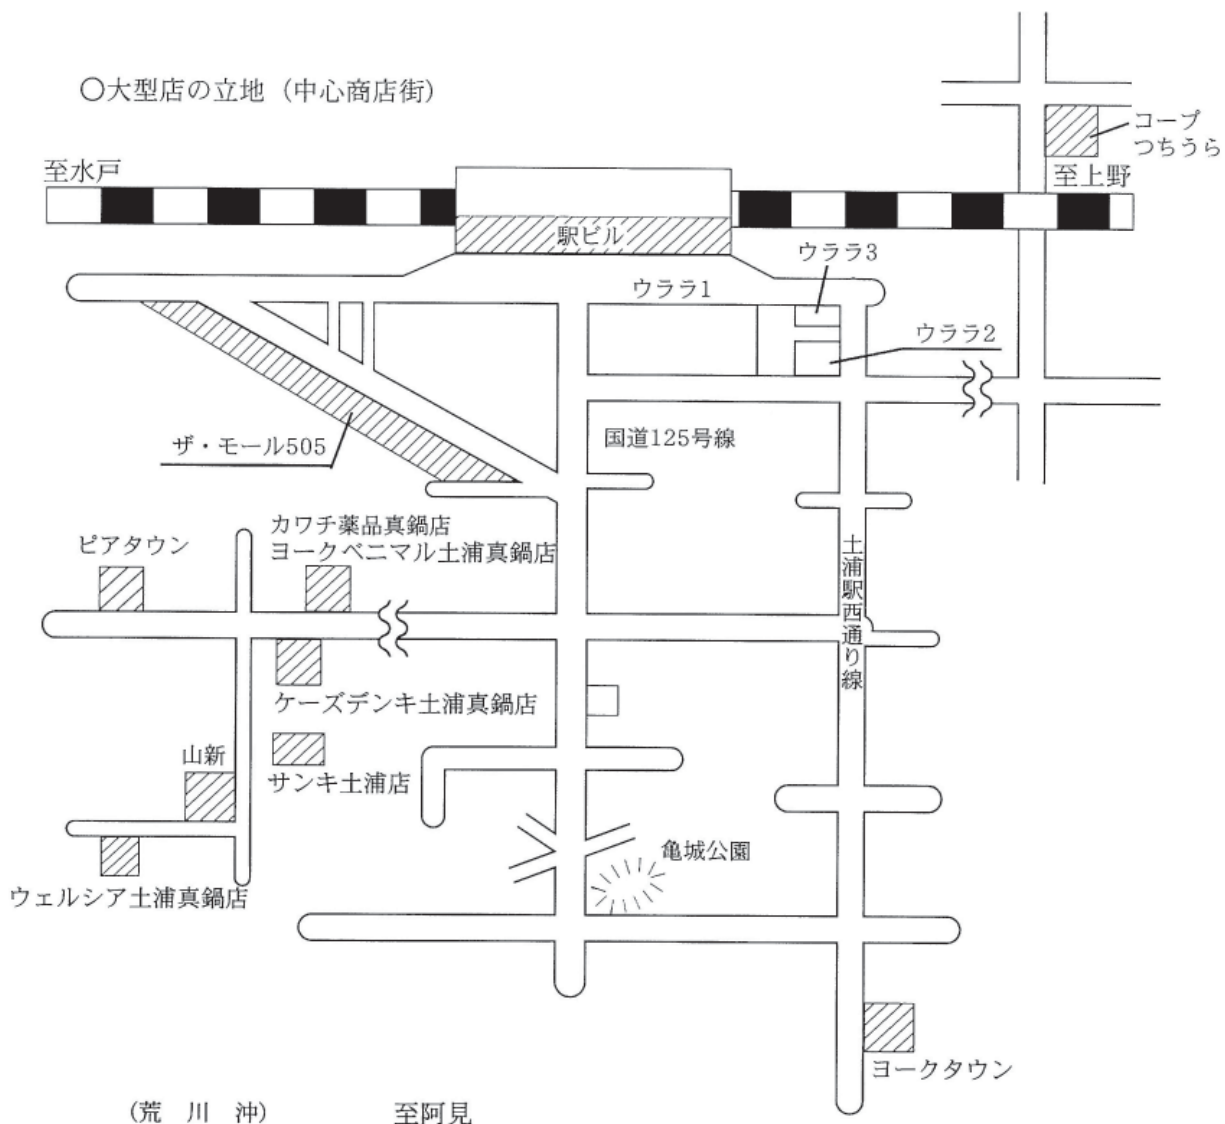 ○大型店の立地（中心商店街）
コープ
つちうら
至水戸
至上野
駅ビル
ウララ3
ウララ1
ウララ2
ザ・モール505
国道125号線
カワチ薬品真鍋店
ヨークベニマル土浦真鍋店
ピアタウン
土浦駅西通り線
ケーズデンキ土浦真鍋店
山新
サンキ土浦店
亀城公園
ウェルシア土浦真鍋店
ヨークタウン
（荒　川　沖）
至阿見